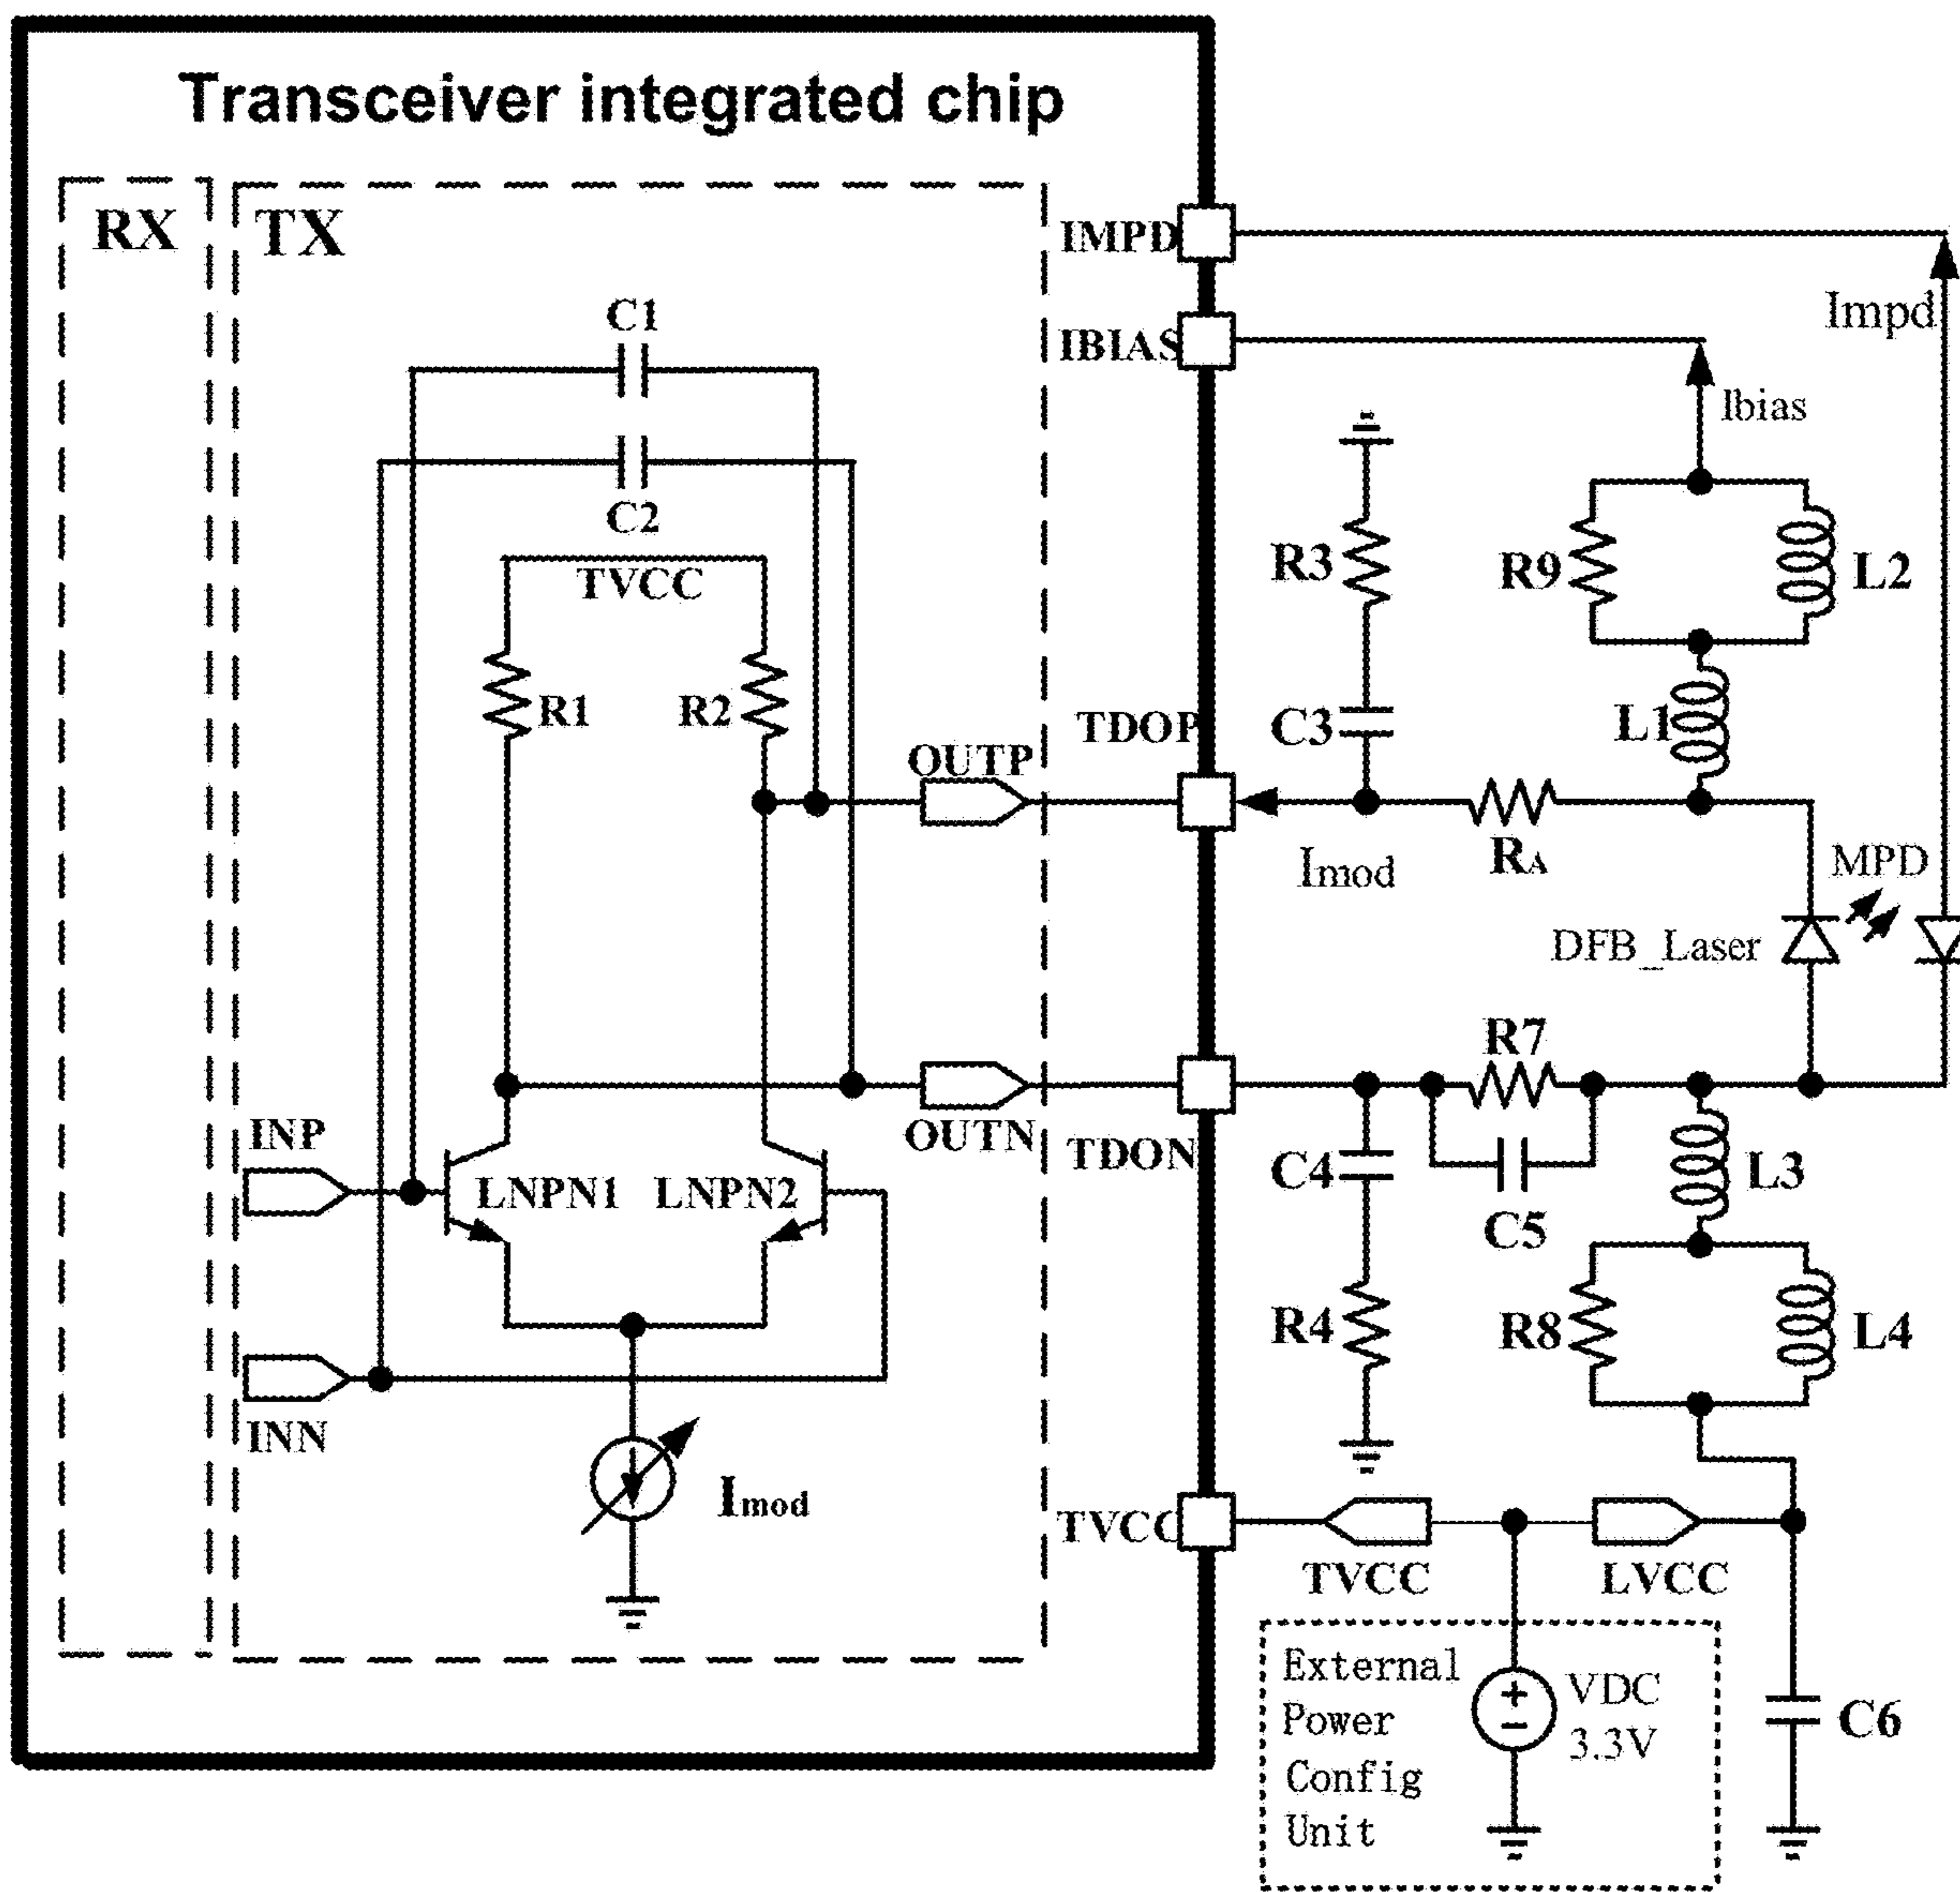 Transceiver integrated chip
RX
TX
IMPD
Impd
IBIAS
Ibias
C1
C2
TVCC
R1
R2
R3
R9
L2
C3
L1
TDOP
OUTP
Imod
RA
MPD
DFB_Laser
R7
OUTN
TDON
INP
LNPN1
LNPN2
C4
C5
L3
R4
R8
L4
INN
Imod
TVCC
TVCC
LVCC
External
Power
Config
Unit
VDC
3.3V
+
−
C6